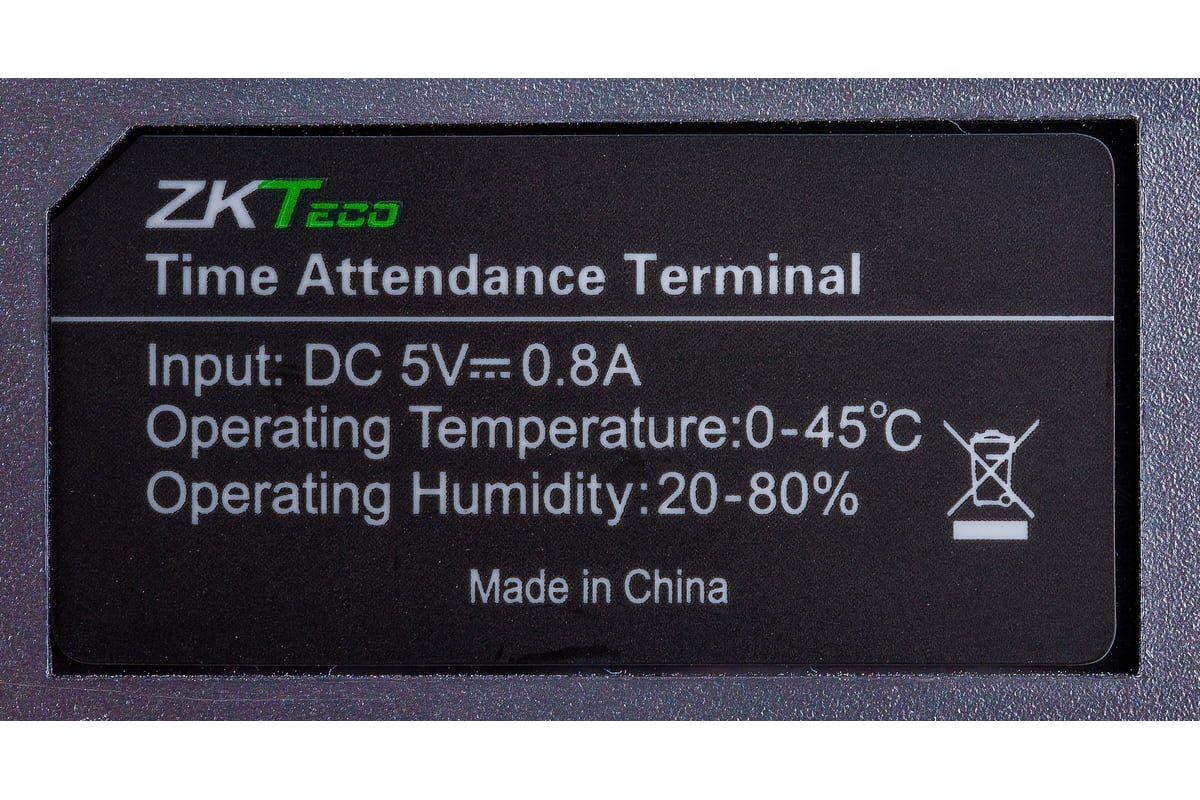 ZKTECO
Time Attendance Terminal
Input: DC 5V⎓0.8A
Operating Temperature:0-45℃
Operating Humidity:20-80%
Made in China